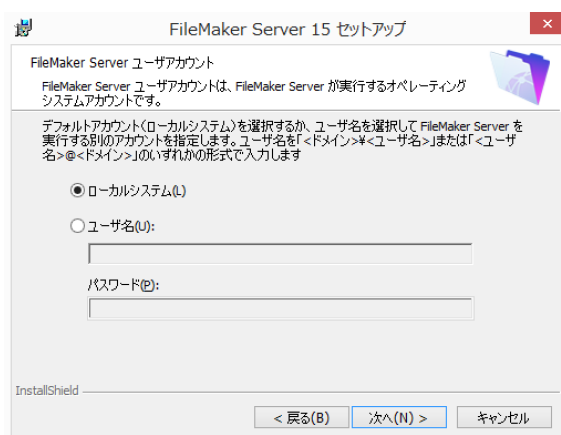 FileMaker Server 15 セットアップ
FileMaker Server ユーザアカウント
FileMaker Server ユーザアカウントは、FileMaker Server が実行するオペレーティング
システムアカウントです。
デフォルトアカウント(ローカルシステム)を選択するか、ユーザ名を選択して FileMaker Server を
実行する別のアカウントを指定します。ユーザ名を「<ドメイン>¥<ユーザ名>」または「<ユーザ
名>@<ドメイン>」のいずれかの形式で入力します
ローカルシステム(L)
ユーザ名(U):
パスワード(P):
InstallShield
< 戻る(B)
次へ(N) >
キャンセル